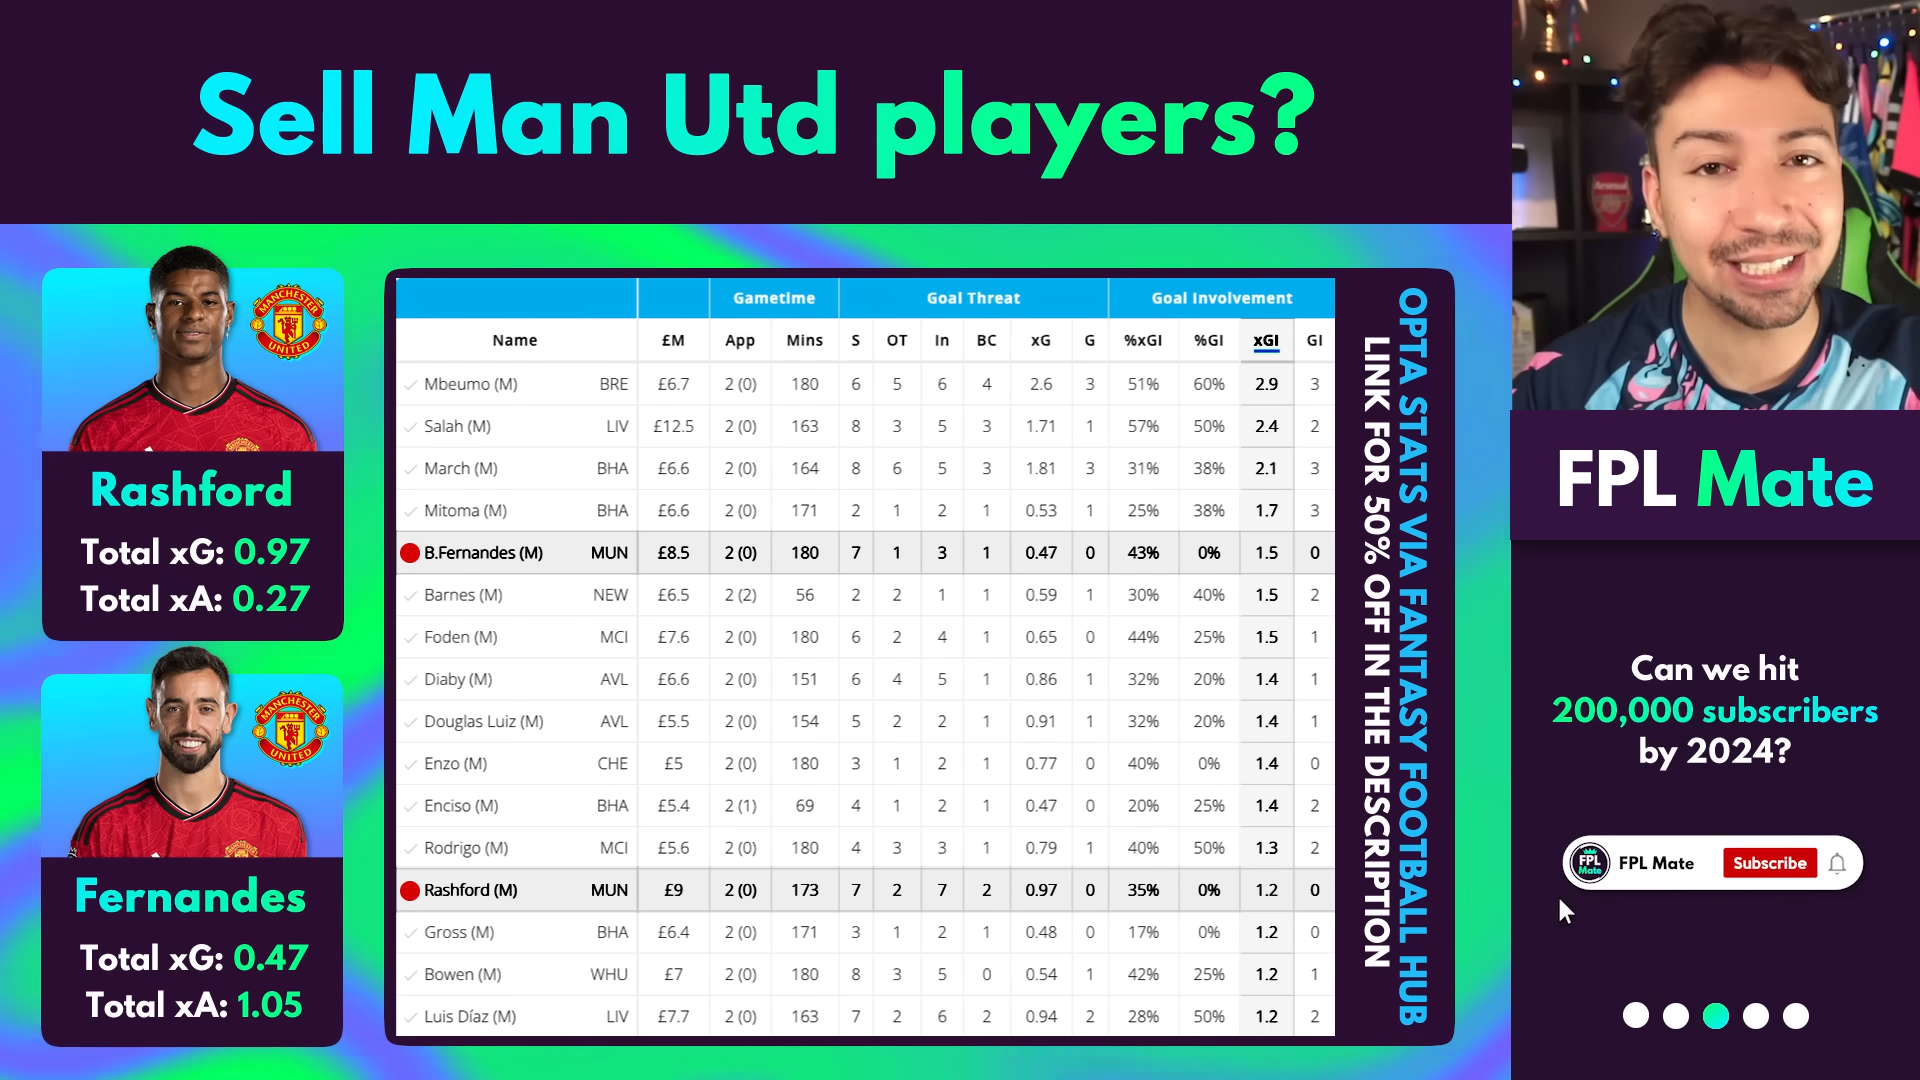 Sell Man Utd players?
MANCHESTER
UNITED
Rashford
Total xG: 0.97
Total xA: 0.27
MANCHESTER
UNITED
Fernandes
Total xG: 0.47
Total xA: 1.05
Gametime Goal Threat Goal Involvement
Name £M App Mins S OT In BC xG G %xGI %GI xGI GI
Mbeumo (M) BRE £6.7 2 (0) 180 6 5 6 4 2.6 3 51% 60% 2.9 3
Salah (M) LIV £12.5 2 (0) 163 8 3 5 3 1.71 1 57% 50% 2.4 2
March (M) BHA £6.6 2 (0) 164 8 6 5 3 1.81 3 31% 38% 2.1 3
Mitoma (M) BHA £6.6 2 (0) 171 2 1 2 1 0.53 1 25% 38% 1.7 3
B.Fernandes (M) MUN £8.5 2 (0) 180 7 1 3 1 0.47 0 43% 0% 1.5 0
Barnes (M) NEW £6.5 2 (2) 56 2 2 1 1 0.59 1 30% 40% 1.5 2
Foden (M) MCI £7.6 2 (0) 180 6 2 4 1 0.65 0 44% 25% 1.5 1
Diaby (M) AVL £6.6 2 (0) 151 6 4 5 1 0.86 1 32% 20% 1.4 1
Douglas Luiz (M) AVL £5.5 2 (0) 154 5 2 2 1 0.91 1 32% 20% 1.4 1
Enzo (M) CHE £5 2 (0) 180 3 1 2 1 0.77 0 40% 0% 1.4 0
Enciso (M) BHA £5.4 2 (1) 69 4 1 2 1 0.47 0 20% 25% 1.4 2
Rodrigo (M) MCI £5.6 2 (0) 180 4 3 3 1 0.79 1 40% 50% 1.3 2
Rashford (M) MUN £9 2 (0) 173 7 2 7 2 0.97 0 35% 0% 1.2 0
Gross (M) BHA £6.4 2 (0) 171 3 1 2 1 0.48 0 17% 0% 1.2 0
Bowen (M) WHU £7 2 (0) 180 8 3 5 0 0.54 1 42% 25% 1.2 1
Luis Díaz (M) LIV £7.7 2 (0) 163 7 2 6 2 0.94 2 28% 50% 1.2 2
OPTA STATS VIA FANTASY FOOTBALL HUB
LINK FOR 50% OFF IN THE DESCRIPTION
Arsenal
FPL Mate
Can we hit
200,000 subscribers
by 2024?
FPL
Mate
FPL Mate
Subscribe